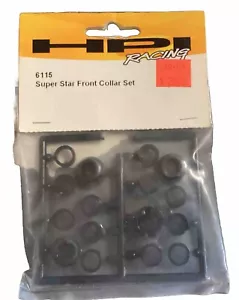 HPI
RACING
6115
Super Star Front Collar Set